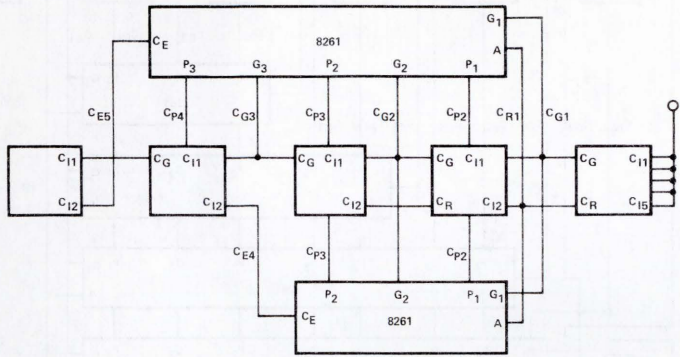 G1
CE 8261 A
P3 G3 P2 G2 P1
CE5 CP4 CG3 CP3 CG2 CP2 CR1 CG1
CI1 CG CI1 CG CI1 CG CI1 CG CI1
CI2 CI2 CI2 CR CI2 CR CI5
CE4 CP3 CP2
P2 G2 P1 G1
CE 8261 A